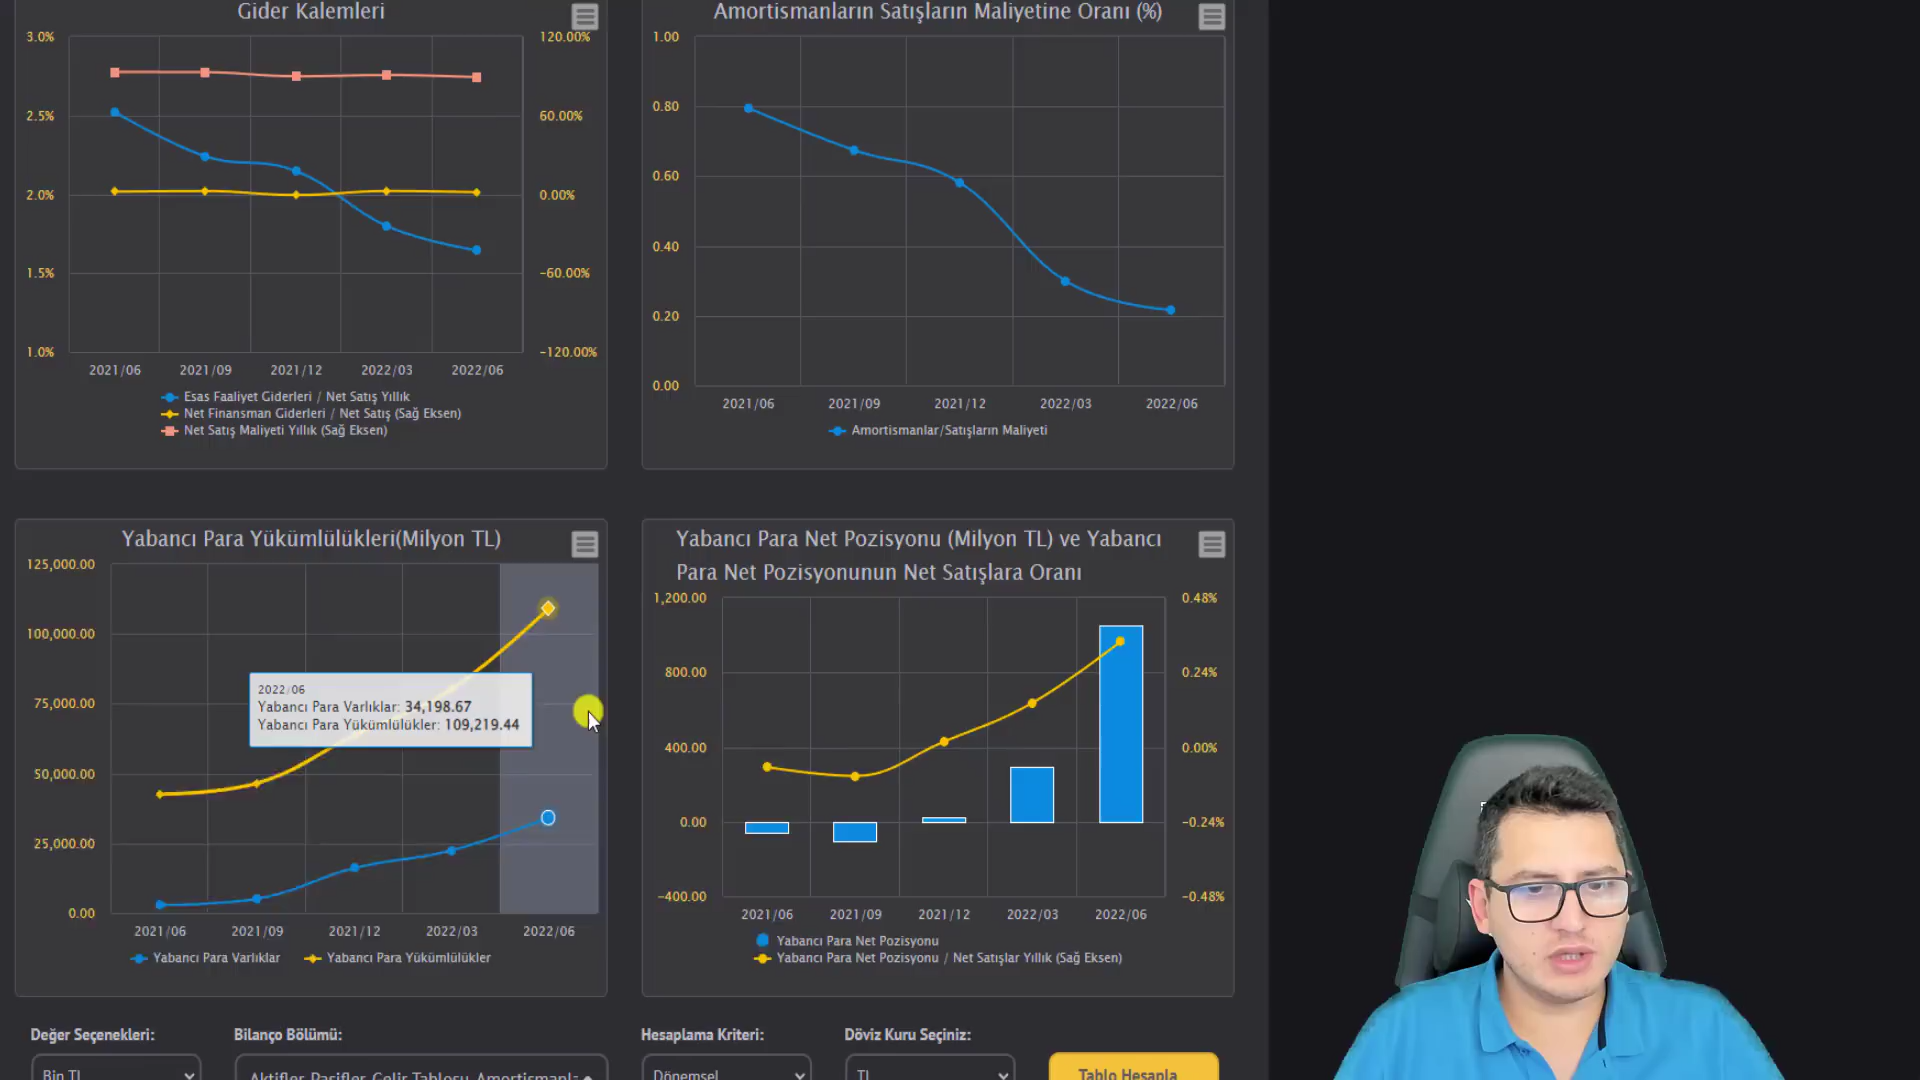 Gider Kalemleri
3.0%
2.5%
2.0%
1.5%
1.0%
120.00%
60.00%
0.00%
-60.00%
-120.00%
2021/06 2021/09 2021/12 2022/03 2022/06
Esas Faaliyet Giderleri / Net Satış Yıllık
Net Finansman Giderleri / Net Satış (Sağ Eksen)
Net Satış Maliyeti Yıllık (Sağ Eksen)
Amortismanların Satışların Maliyetine Oranı (%)
1.00
0.80
0.60
0.40
0.20
0.00
2021/06 2021/09 2021/12 2022/03 2022/06
Amortismanlar/Satışların Maliyeti
Yabancı Para Yükümlülükleri(Milyon TL)
125,000.00
100,000.00
75,000.00
50,000.00
25,000.00
0.00
2022/06
Yabancı Para Varlıklar: 34,198.67
Yabancı Para Yükümlülükler: 109,219.44
2021/06 2021/09 2021/12 2022/03 2022/06
Yabancı Para Varlıklar Yabancı Para Yükümlülükler
Yabancı Para Net Pozisyonu (Milyon TL) ve Yabancı
Para Net Pozisyonunun Net Satışlara Oranı
1,200.00
800.00
400.00
0.00
-400.00
0.48%
0.24%
0.00%
-0.24%
-0.48%
2021/06 2021/09 2021/12 2022/03 2022/06
Yabancı Para Net Pozisyonu
Yabancı Para Net Pozisyonu / Net Satışlar Yıllık (Sağ Eksen)
Değer Seçenekleri: Bilanço Bölümü: Hesaplama Kriteri: Döviz Kuru Seçiniz:
Bin TL Aktifler, Pasifler, Gelir Tablosu, Amortismanla Dönemsel TL Tablo Hesapla